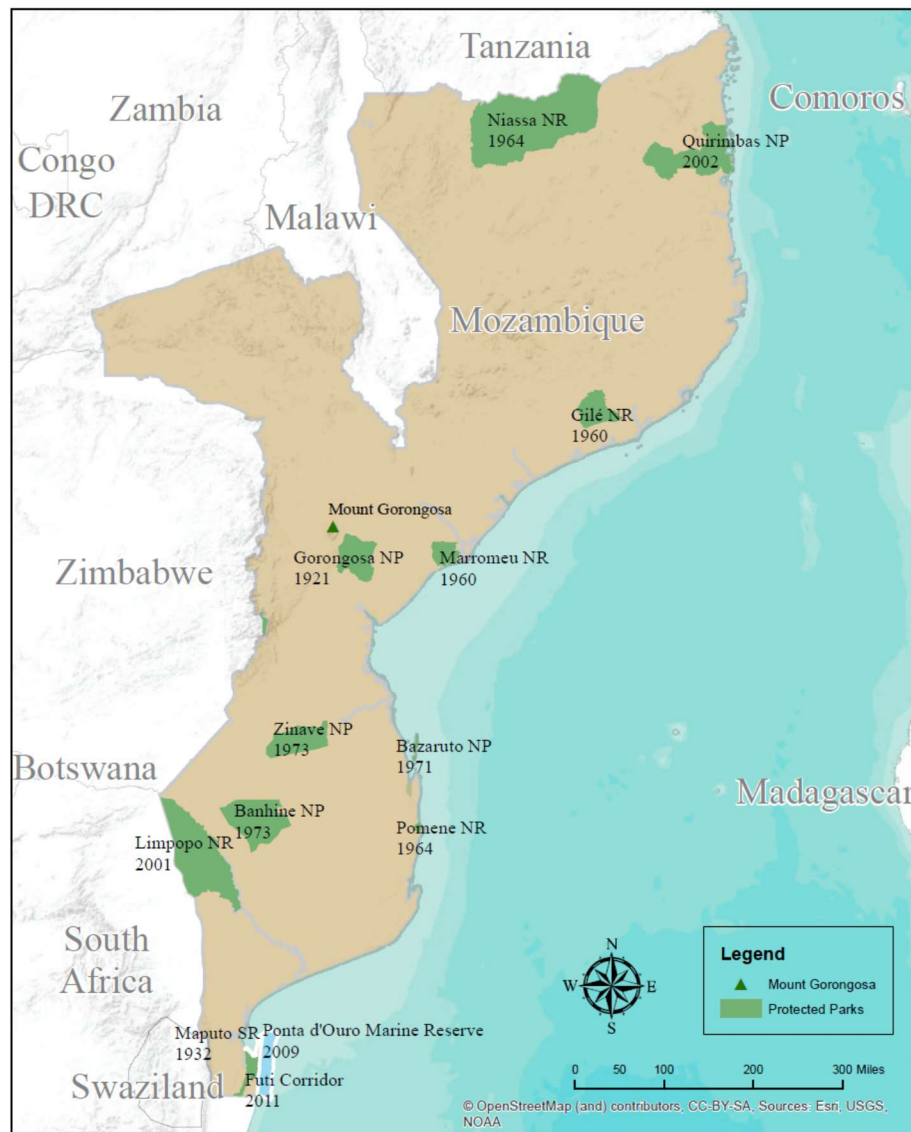 Tanzania
Zambia
Comoros
Niassa NR
1964
Quirimbas NP
2002
Congo
DRC
Malawi
Mozambique
Gilé NR
1960
Mount Gorongosa
Gorongosa NP
1921
Marromeu NR
1960
Zimbabwe
Zinave NP
1973
Bazaruto NP
1971
Botswana
Madagascar
Banhine NP
1973
Pomene NR
1964
Limpopo NR
2001
South
Africa
N
W E
S
Legend
Mount Gorongosa
Protected Parks
Maputo SR
1932
Ponta d'Ouro Marine Reserve
2009
Swaziland
Futi Corridor
2011
0 50 100 200 300 Miles
© OpenStreetMap (and) contributors, CC-BY-SA, Sources: Esri, USGS,
NOAA